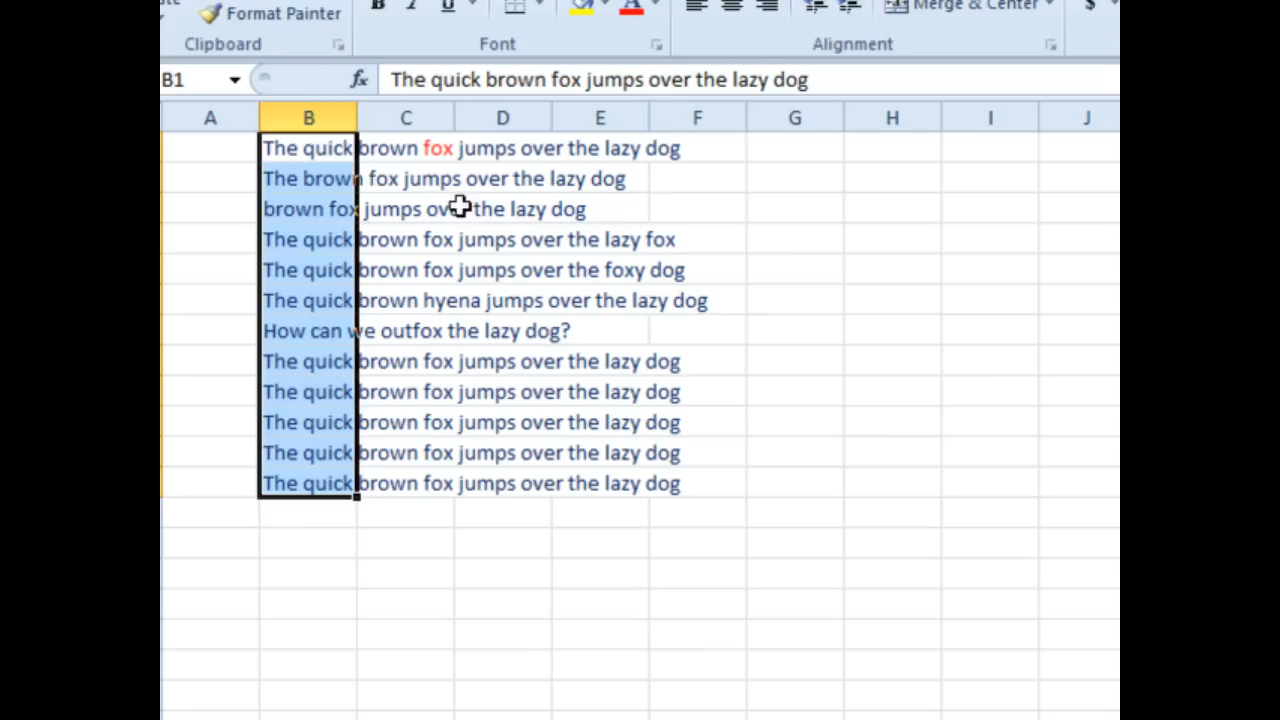 Format Painter
B I U A Merge & Center $
Clipboard Font Alignment
B1 fx The quick brown fox jumps over the lazy dog
A B C D E F G H I J
The quick brown fox jumps over the lazy dog
The brown fox jumps over the lazy dog
brown fox jumps over the lazy dog
The quick brown fox jumps over the lazy fox
The quick brown fox jumps over the foxy dog
The quick brown hyena jumps over the lazy dog
How can we outfox the lazy dog?
The quick brown fox jumps over the lazy dog
The quick brown fox jumps over the lazy dog
The quick brown fox jumps over the lazy dog
The quick brown fox jumps over the lazy dog
The quick brown fox jumps over the lazy dog